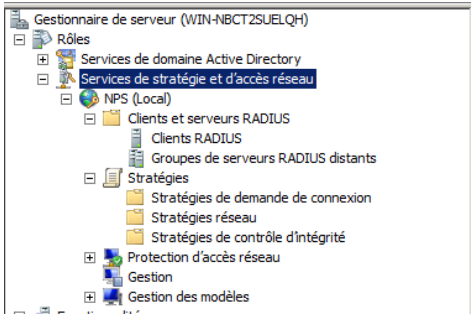 Gestionnaire de serveur (WIN-NBCT2SUELQH)
Rôles
Services de domaine Active Directory
Services de stratégie et d'accès réseau
NPS (Local)
Clients et serveurs RADIUS
Clients RADIUS
Groupes de serveurs RADIUS distants
Stratégies
Stratégies de demande de connexion
Stratégies réseau
Stratégies de contrôle d'intégrité
Protection d'accès réseau
Gestion
Gestion des modèles